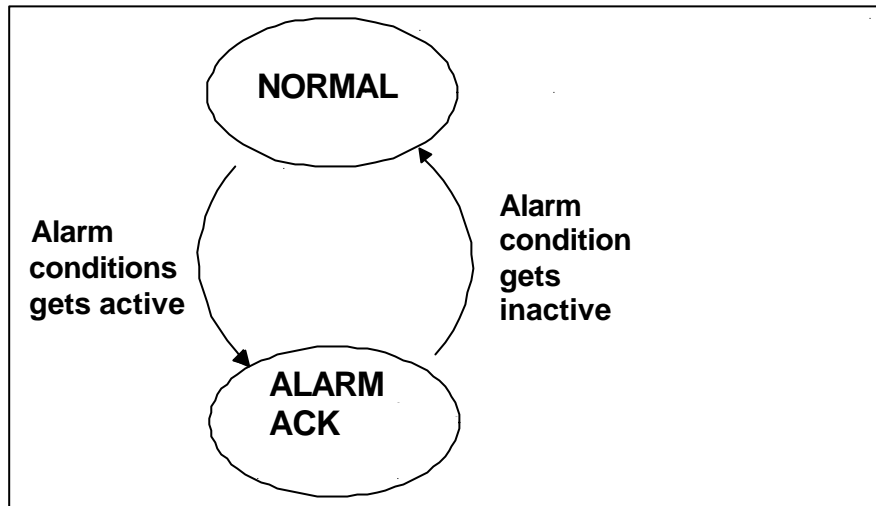 NORMAL
Alarm
conditions
gets active
Alarm
condition
gets
inactive
ALARM
ACK